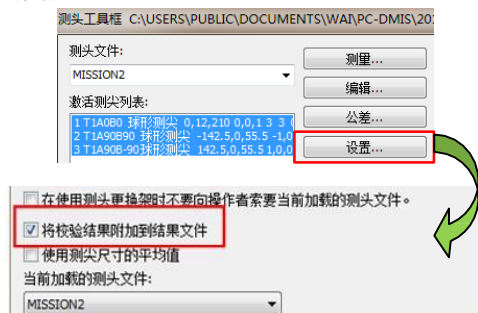 测头工具框 C:\USERS\PUBLIC\DOCUMENTS\WAI\PC-DMIS\20
测头文件:
测量...
MISSION2
编辑...
激活测尖列表:
公差...
1 T1A0B0 球形测尖 0,12,210 0,0,1 3 3
2 T1A90B90 球形测尖 -142.5,0,55.5 -1,0
3 T1A90B-90 球形测尖 142.5,0,55.5 1,0,0
设置...
在使用测头更换架时不要向操作者索要当前加载的测头文件。
将校验结果附加到结果文件
使用测尖尺寸的平均值
当前加载的测头文件:
MISSION2